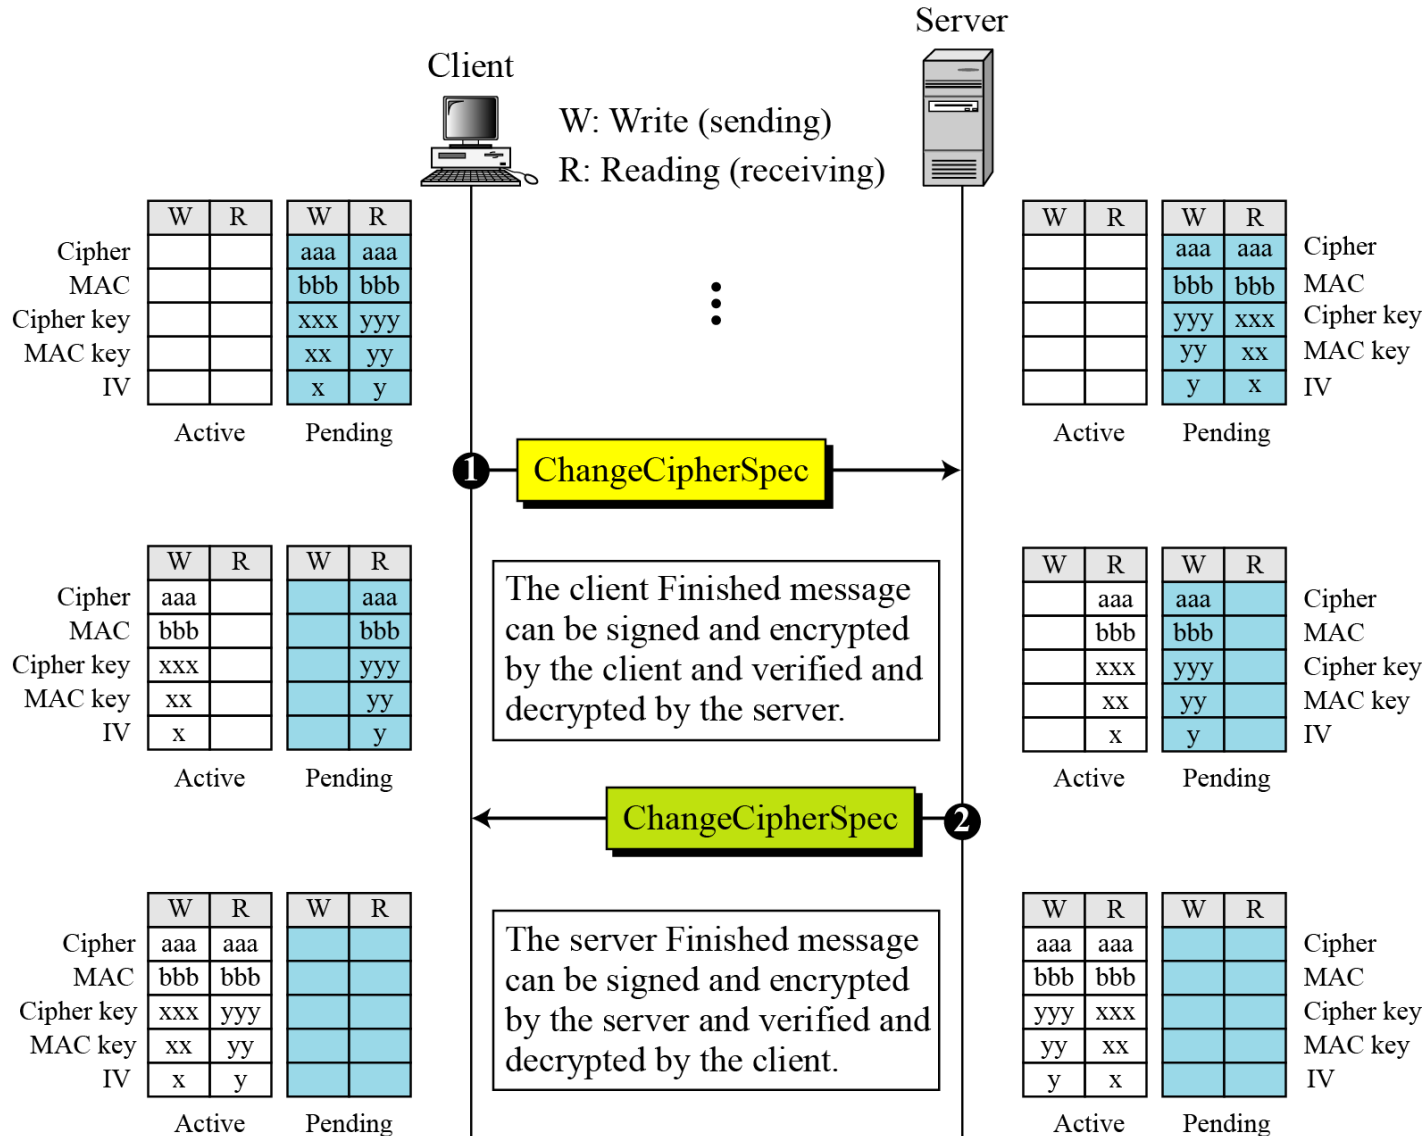 Server
Client
W: Write (sending)
R: Reading (receiving)
W R W R W R W R
Cipher aaa aaa aaa aaa Cipher
MAC bbb bbb bbb bbb MAC
Cipher key xxx yyy yyy xxx Cipher key
MAC key xx yy yy xx MAC key
IV x y y x IV
Active Pending Active Pending
1 ChangeCipherSpec
W R W R W R W R
Cipher aaa aaa aaa aaa Cipher
MAC bbb bbb bbb bbb MAC
Cipher key xxx yyy xxx yyy Cipher key
MAC key xx yy xx yy MAC key
IV x y x y IV
Active Pending Active Pending
The client Finished message
can be signed and encrypted
by the client and verified and
decrypted by the server.
ChangeCipherSpec 2
W R W R W R W R
Cipher aaa aaa aaa aaa Cipher
MAC bbb bbb bbb bbb MAC
Cipher key xxx yyy yyy xxx Cipher key
MAC key xx yy yy xx MAC key
IV x y y x IV
Active Pending Active Pending
The server Finished message
can be signed and encrypted
by the server and verified and
decrypted by the client.